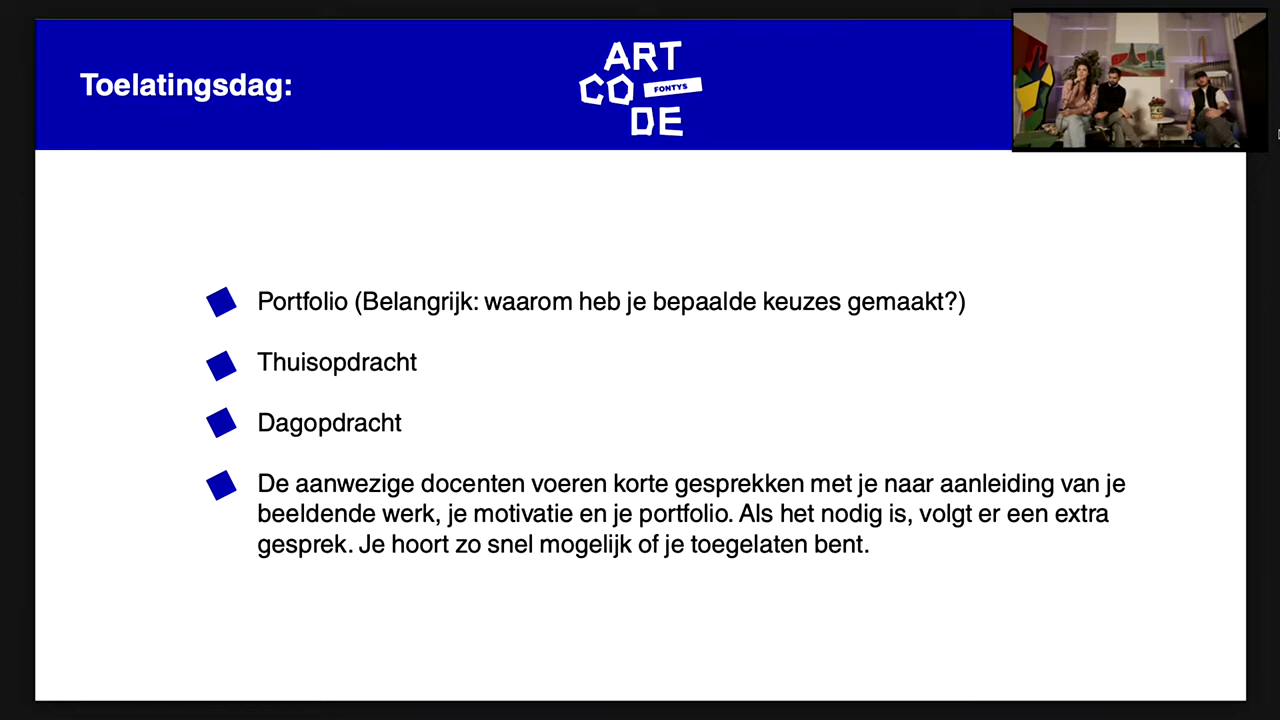 Toelatingsdag:
ART
CO FONTYS
DE
Portfolio (Belangrijk: waarom heb je bepaalde keuzes gemaakt?)
Thuisopdracht
Dagopdracht
De aanwezige docenten voeren korte gesprekken met je naar aanleiding van je
beeldende werk, je motivatie en je portfolio. Als het nodig is, volgt er een extra
gesprek. Je hoort zo snel mogelijk of je toegelaten bent.